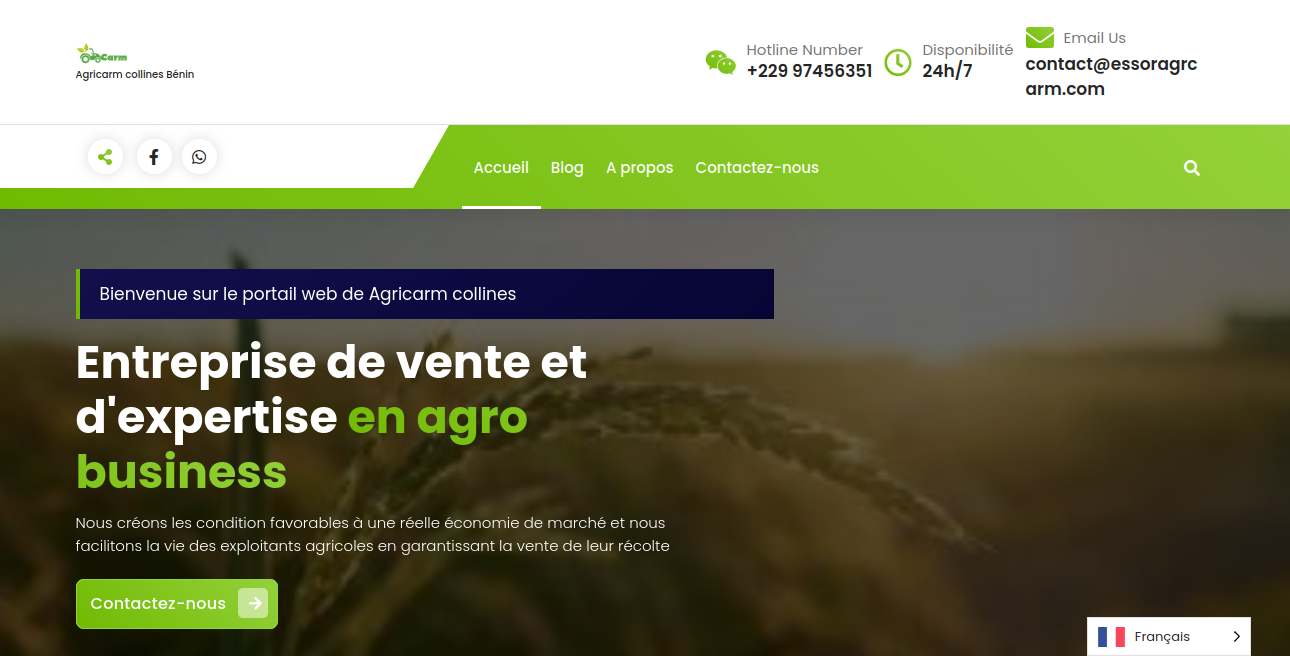 Carm
Agricarm collines Bénin
Hotline Number
+229 97456351
Disponibilité
24h/7
Email Us
contact@essoragrc
arm.com
Accueil Blog A propos Contactez-nous
Bienvenue sur le portail web de Agricarm collines
Entreprise de vente et
d'expertise en agro
business
Nous créons les condition favorables à une réelle économie de marché et nous
facilitons la vie des exploitants agricoles en garantissant la vente de leur récolte
Contactez-nous
Français